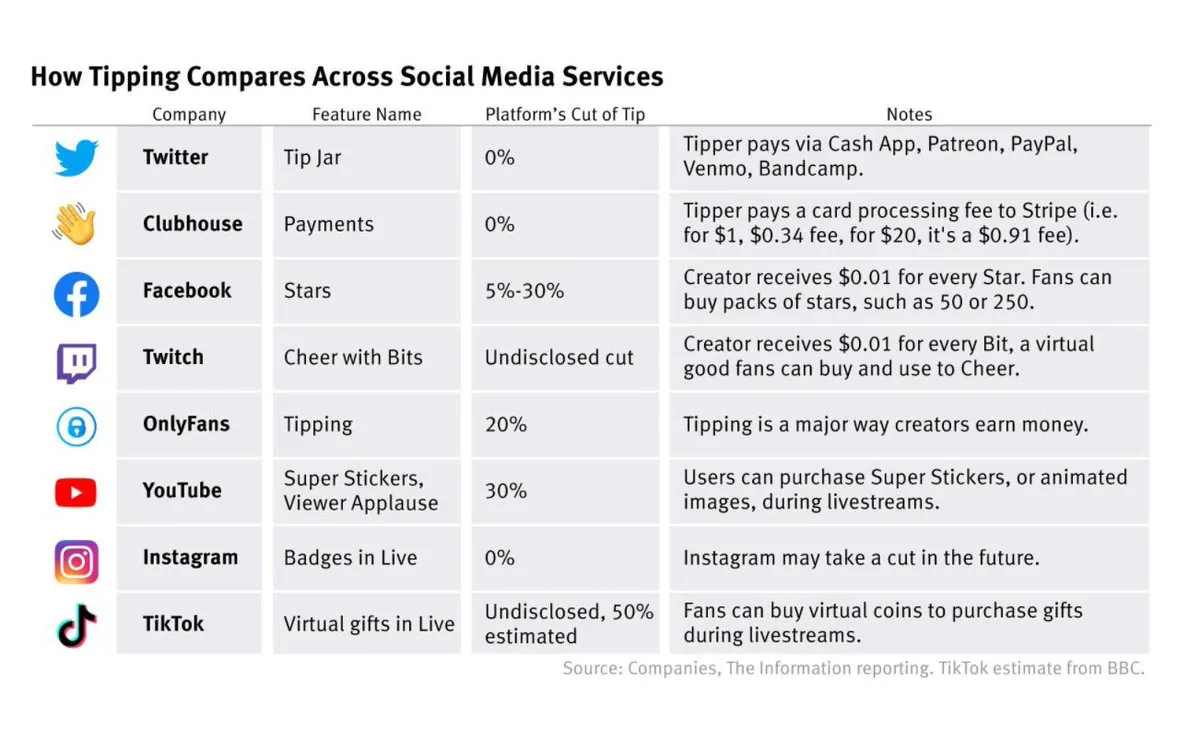 How Tipping Compares Across Social Media Services
Company Feature Name Platform's Cut of Tip Notes
Twitter Tip Jar 0% Tipper pays via Cash App, Patreon, PayPal,
Venmo, Bandcamp.
Clubhouse Payments 0% Tipper pays a card processing fee to Stripe (i.e.
for $1, $0.34 fee, for $20, it's a $0.91 fee).
Facebook Stars 5%-30% Creator receives $0.01 for every Star. Fans can
buy packs of stars, such as 50 or 250.
Twitch Cheer with Bits Undisclosed cut Creator receives $0.01 for every Bit, a virtual
good fans can buy and use to Cheer.
OnlyFans Tipping 20% Tipping is a major way creators earn money.
YouTube Super Stickers, 30% Users can purchase Super Stickers, or animated
Viewer Applause images, during livestreams.
Instagram Badges in Live 0% Instagram may take a cut in the future.
TikTok Virtual gifts in Live Undisclosed, 50% Fans can buy virtual coins to purchase gifts
estimated during livestreams.
Source: Companies, The Information reporting. TikTok estimate from BBC.